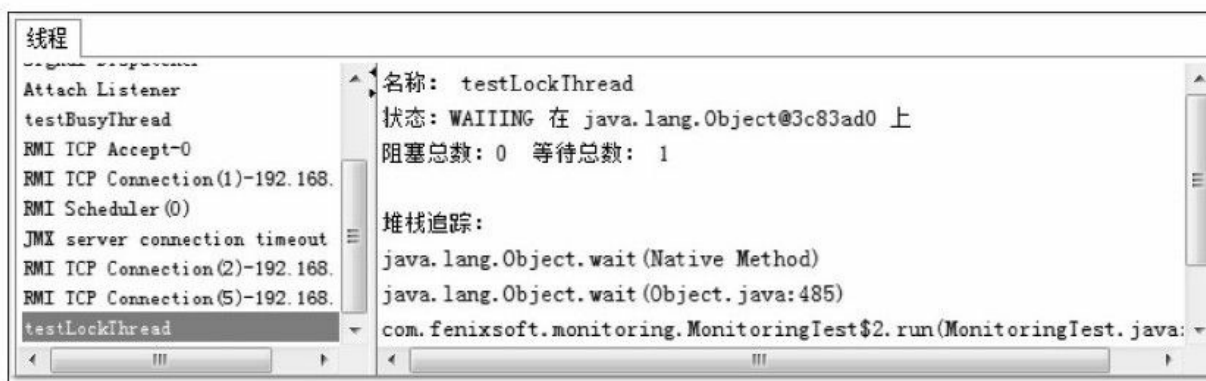 线程
Attach Listener
testBusyThread
RMI TCP Accept-0
RMI TCP Connection(1)-192.168.
RMI Scheduler(0)
JMX server connection timeout
RMI TCP Connection(2)-192.168.
RMI TCP Connection(5)-192.168.
testLockThread
名称: testLockThread
状态: WAITING 在 java.lang.Object@3c83ad0 上
阻塞总数: 0 等待总数: 1
堆栈追踪:
java.lang.Object.wait(Native Method)
java.lang.Object.wait(Object.java:485)
com.fenixsoft.monitoring.MonitoringTest$2.run(MonitoringTest.java: